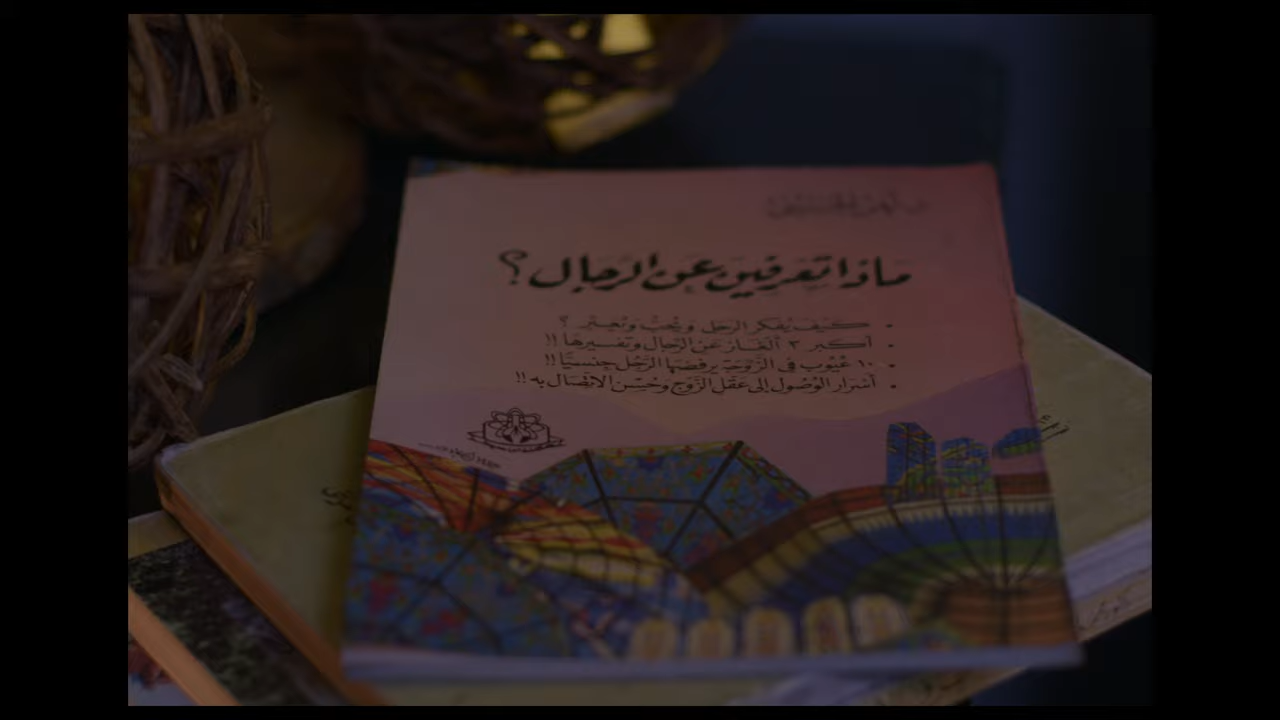 ماذا تعرفين عن الرجال؟
• كيف يفكر الرجل ويحب ويعبر؟
• أكبر ٣ ألغاز عن الرجال وتفسيرها!!
• ١٠ عيوب في الزوجة يرفضها الرجل جنسيًا!!
• أسرار الوصول إلى عقل الزوج وحسن الاتصال به!!